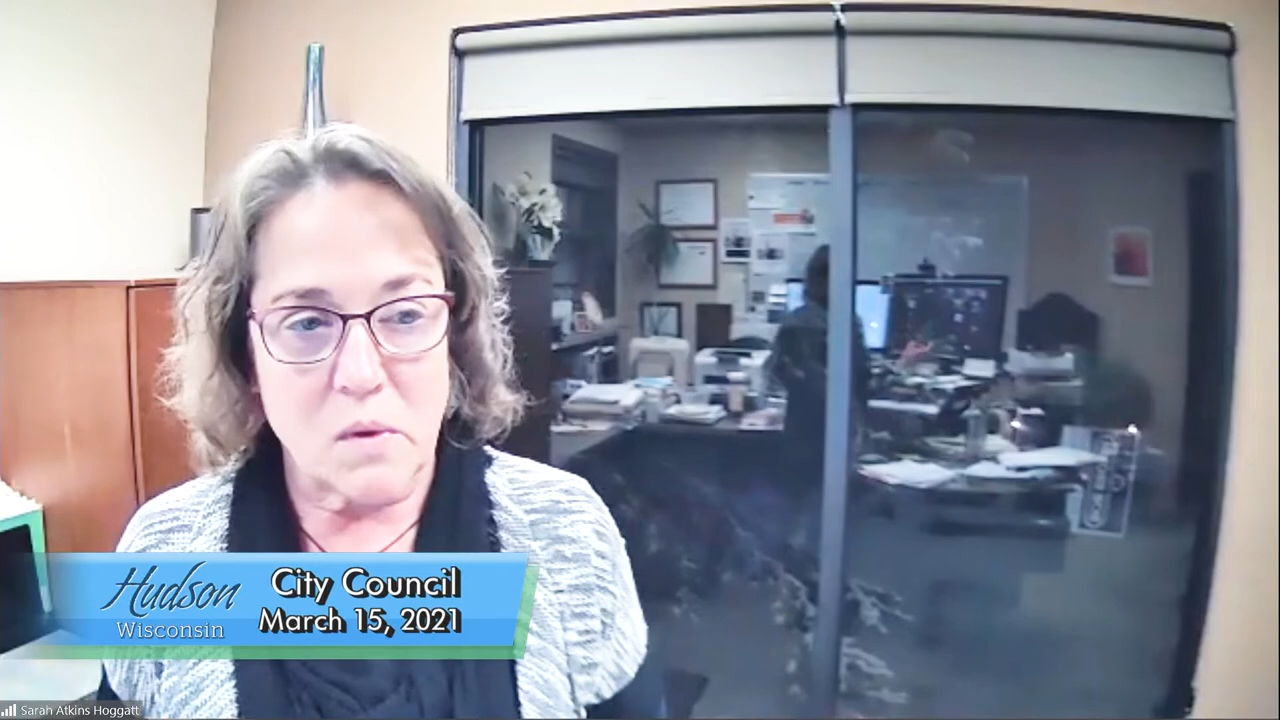 Hudson
Wisconsin
City Council
March 15, 2021
Sarah Atkins Hoggatt